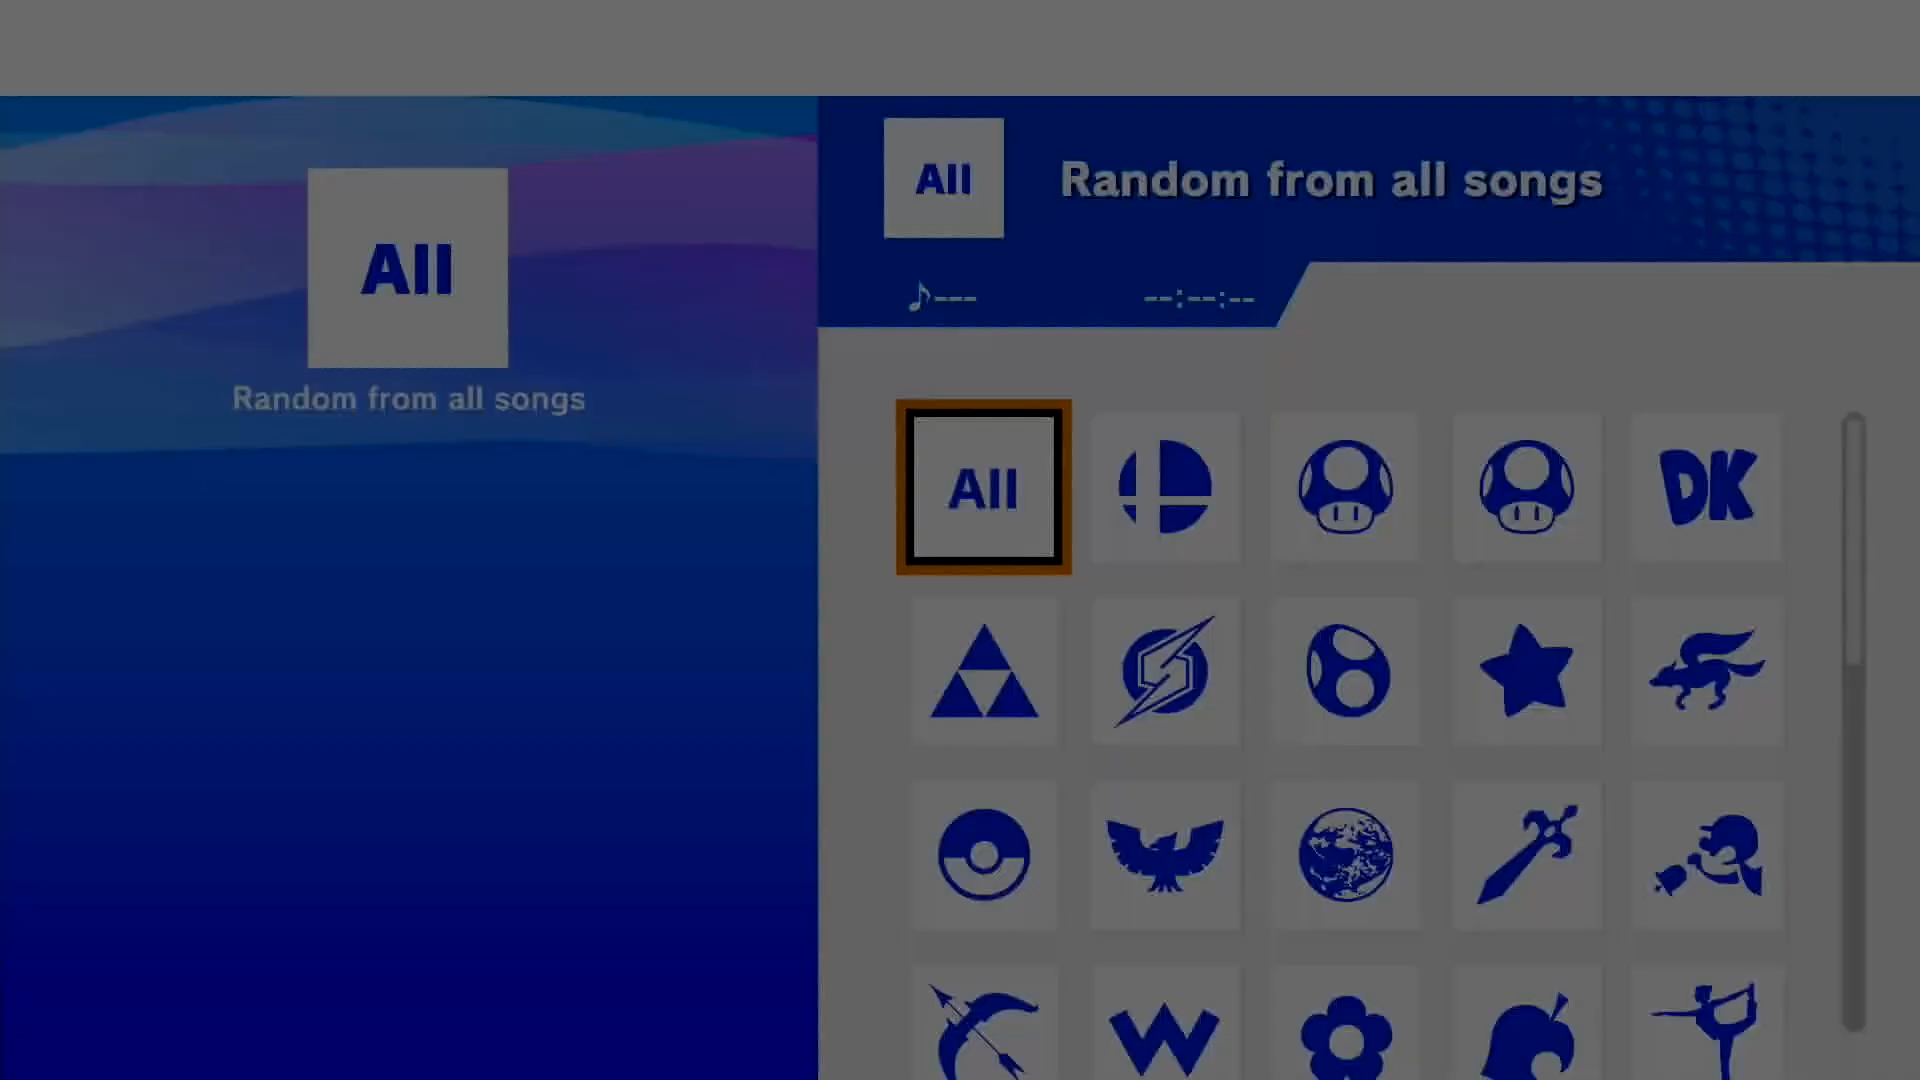 All
Random from all songs
All
Random from all songs
♪--- --:--:--
All
DK
W